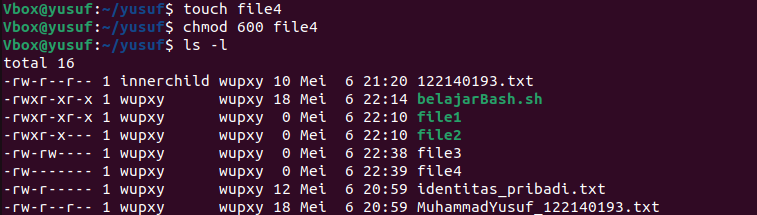 Vbox@yusuf:~/yusuf$ touch file4
Vbox@yusuf:~/yusuf$ chmod 600 file4
Vbox@yusuf:~/yusuf$ ls -l
total 16
-rw-r--r-- 1 innerchild wupxy 10 Mei  6 21:20 122140193.txt
-rwxr-xr-x 1 wupxy      wupxy 18 Mei  6 22:14 belajarBash.sh
-rwxr-xr-x 1 wupxy      wupxy  0 Mei  6 22:10 file1
-rwxr-x--- 1 wupxy      wupxy  0 Mei  6 22:10 file2
-rw-rw---- 1 wupxy      wupxy  0 Mei  6 22:38 file3
-rw------- 1 wupxy      wupxy  0 Mei  6 22:39 file4
-rw-r----- 1 wupxy      wupxy 12 Mei  6 20:59 identitas_pribadi.txt
-rw-r--r-- 1 wupxy      wupxy 18 Mei  6 20:59 MuhammadYusuf_122140193.txt